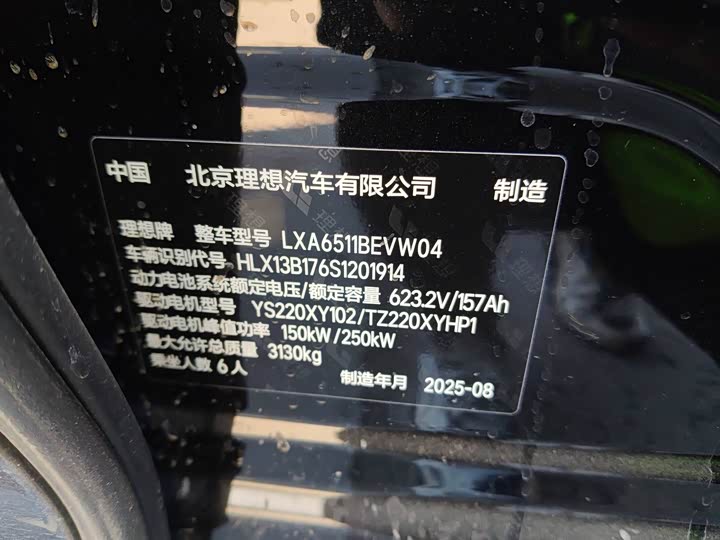 中国 北京理想汽车有限公司 制造
理想牌 整车型号 LXA6511BEVW04
车辆识别代号 HLX13B176S1201914
动力电池系统额定电压/额定容量 623.2V/157Ah
驱动电机型号 YS220XY102/TZ220XYHP1
驱动电机峰值功率 150kW/250kW
最大允许总质量 3130kg
乘坐人数 6人 制造年月 2025-08